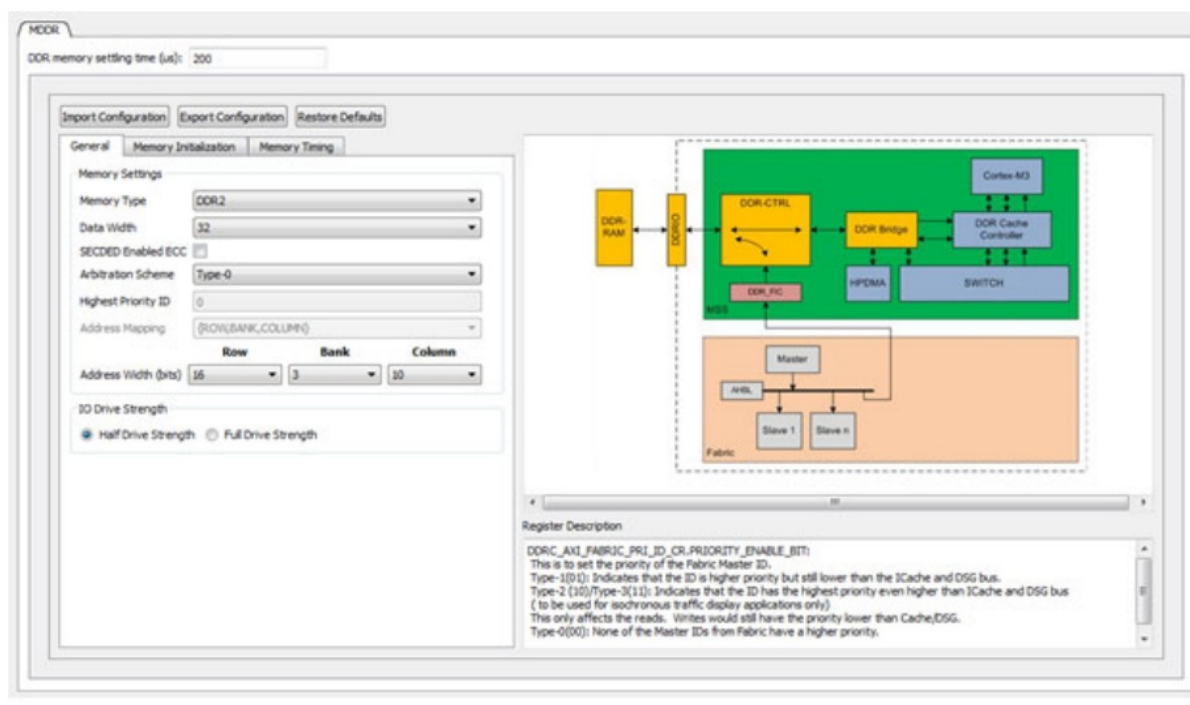 MDDR
DDR memory settling time (us): 200
Import Configuration Export Configuration Restore Defaults
General Memory Initialization Memory Timing
Memory Settings
Memory Type DDR2
Data Width 32
SECDED Enabled ECC
Arbitration Scheme Type-0
Highest Priority ID 0
Address Mapping {ROW,BANK,COLUMN}
Row Bank Column
Address Width (bits) 16 3 10
IO Drive Strength
Half Drive Strength Full Drive Strength
DDR-RAM
DDRIO
DDR-CTRL
DDR_FIC
DDR Bridge
HPDMA
Cortex-M3
DDR Cache Controller
SWITCH
MSS
Master
AHBL
Slave 1 Slave n
Fabric
Register Description
DDRC_AXI_FABRIC_PRI_ID_CR.PRIORITY_ENABLE_BIT:
This is to set the priority of the Fabric Master ID.
Type-1(01): Indicates that the ID is higher priority but still lower than the ICache and DSG bus.
Type-2 (10)/Type-3(11): Indicates that the ID has the highest priority even higher than ICache and DSG bus
( to be used for isochronous traffic display applications only)
This only affects the reads. Writes would still have the priority lower than Cache/DSG.
Type-0(00): None of the Master IDs from Fabric have a higher priority.